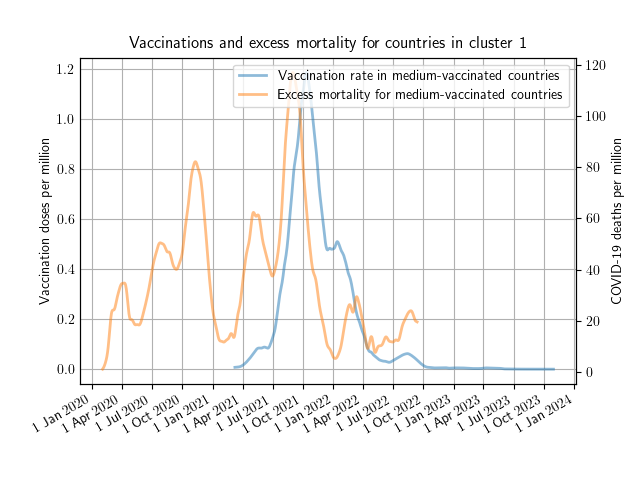 Vaccinations and excess mortality for countries in cluster 1
Vaccination rate in medium-vaccinated countries
Excess mortality for medium-vaccinated countries
Vaccination doses per million
1.2
1.0
0.8
0.6
0.4
0.2
0.0
COVID-19 deaths per million
120
100
80
60
40
20
0
1 Jan 2020
1 Apr 2020
1 Jul 2020
1 Oct 2020
1 Jan 2021
1 Apr 2021
1 Jul 2021
1 Oct 2021
1 Jan 2022
1 Apr 2022
1 Jul 2022
1 Oct 2022
1 Jan 2023
1 Apr 2023
1 Jul 2023
1 Oct 2023
1 Jan 2024